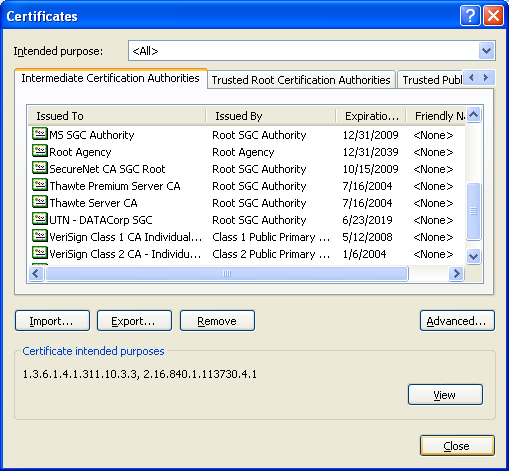 Certificates
Intended purpose: <All>
Intermediate Certification Authorities Trusted Root Certification Authorities Trusted Publ
Issued To Issued By Expiratio... Friendly Na
MS SGC Authority Root SGC Authority 12/31/2009 <None>
Root Agency Root Agency 12/31/2039 <None>
SecureNet CA SGC Root Root SGC Authority 10/15/2009 <None>
Thawte Premium Server CA Root SGC Authority 7/16/2004 <None>
Thawte Server CA Root SGC Authority 7/16/2004 <None>
UTN - DATACorp SGC Root SGC Authority 6/23/2019 <None>
VeriSign Class 1 CA Individual... Class 1 Public Primary ... 5/12/2008 <None>
VeriSign Class 2 CA - Individu... Class 2 Public Primary ... 1/6/2004 <None>
Import... Export... Remove Advanced...
Certificate intended purposes
1.3.6.1.4.1.311.10.3.3, 2.16.840.1.113730.4.1
View
Close